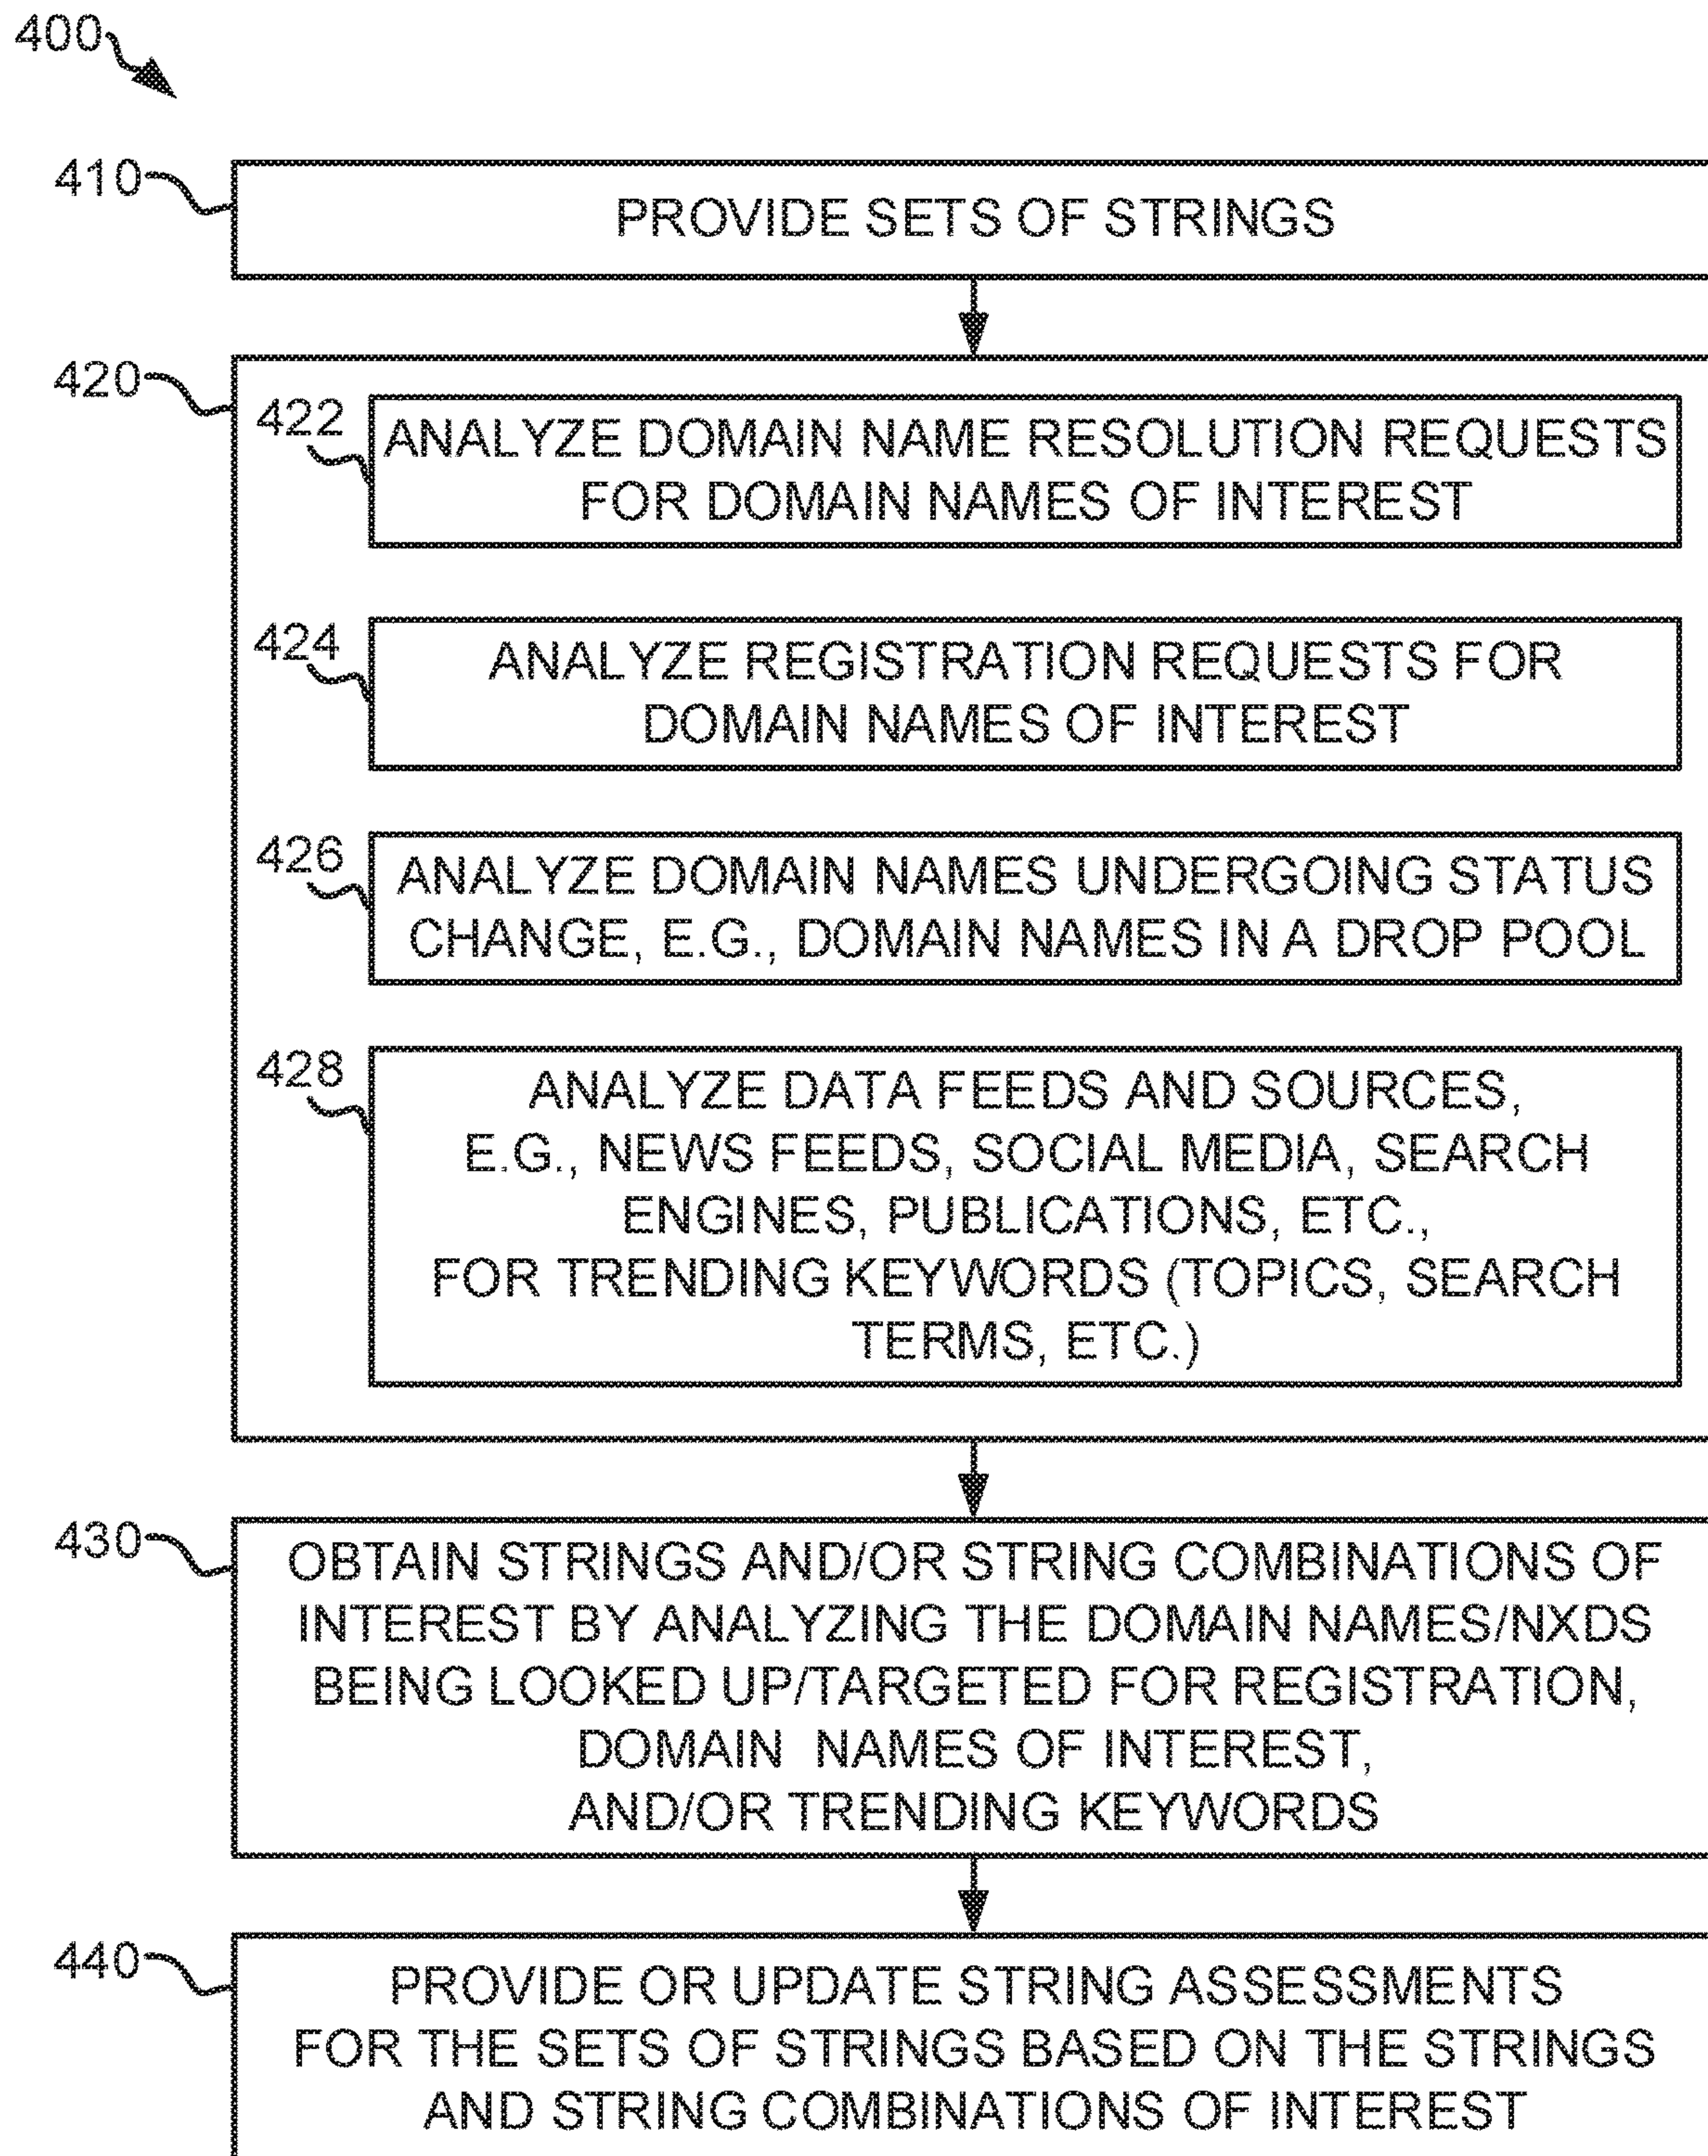 400
410
PROVIDE SETS OF STRINGS
420
422
ANALYZE DOMAIN NAME RESOLUTION REQUESTS
FOR DOMAIN NAMES OF INTEREST
424
ANALYZE REGISTRATION REQUESTS FOR
DOMAIN NAMES OF INTEREST
426
ANALYZE DOMAIN NAMES UNDERGOING STATUS
CHANGE, E.G., DOMAIN NAMES IN A DROP POOL
428
ANALYZE DATA FEEDS AND SOURCES,
E.G., NEWS FEEDS, SOCIAL MEDIA, SEARCH
ENGINES, PUBLICATIONS, ETC.,
FOR TRENDING KEYWORDS (TOPICS, SEARCH
TERMS, ETC.)
430
OBTAIN STRINGS AND/OR STRING COMBINATIONS OF
INTEREST BY ANALYZING THE DOMAIN NAMES/NXDS
BEING LOOKED UP/TARGETED FOR REGISTRATION,
DOMAIN NAMES OF INTEREST,
AND/OR TRENDING KEYWORDS
440
PROVIDE OR UPDATE STRING ASSESSMENTS
FOR THE SETS OF STRINGS BASED ON THE STRINGS
AND STRING COMBINATIONS OF INTEREST